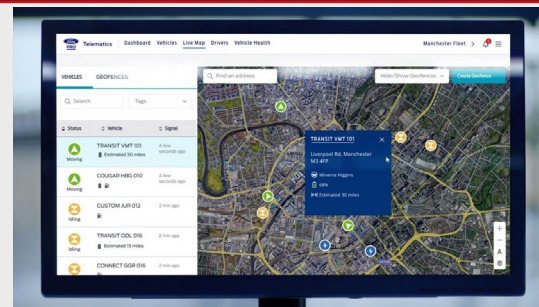 Ford
PRO
Telematics
Dashboard Vehicles Live Map Drivers Vehicle Health
Manchester Fleet
VEHICLES GEOFENCES
Find an address
Hide/Show Geofences
Create Geofence
Search
Tags
Status Vehicle Signal
TRANSIT VMT 101
Estimated 30 miles
A few
seconds ago
Moving
COUGAR HBG 010
A few
seconds ago
Moving
CUSTOM JUR 012
3 min ago
Idling
TRANSIT GDL 016
Estimated 15 miles
2 min ago
Idling
CONNECT GGR 016
3 min ago
TRANSIT VMT 101
Liverpool Rd, Manchester
M3 4FP
Minerva Higgins
68%
Estimated 30 miles